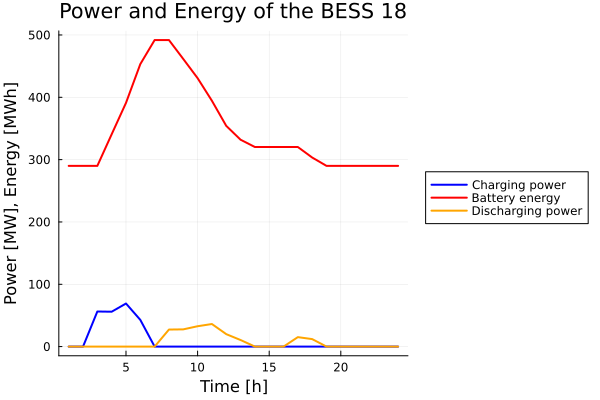 Power and Energy of the BESS 18
Power [MW], Energy [MWh]
500
400
300
200
100
0
5
10
15
20
Time [h]
Charging power
Battery energy
Discharging power